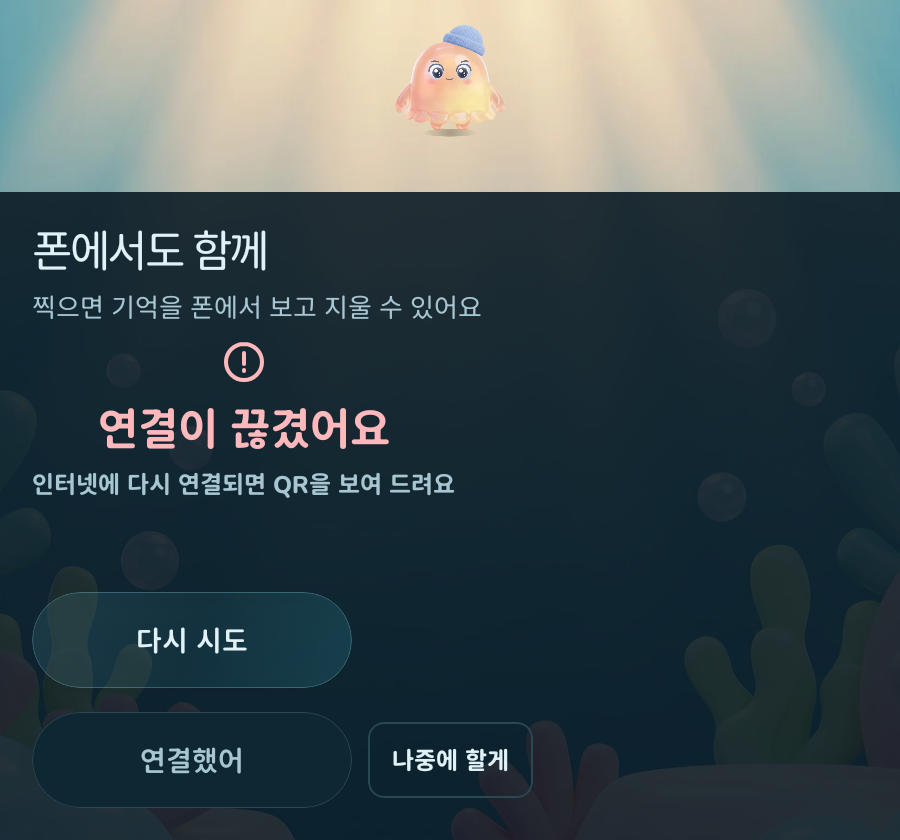 폰에서도 함께
찍으면 기억을 폰에서 보고 지울 수 있어요
연결이 끊겼어요
인터넷에 다시 연결되면 QR을 보여 드려요
다시 시도
연결했어
나중에 할게